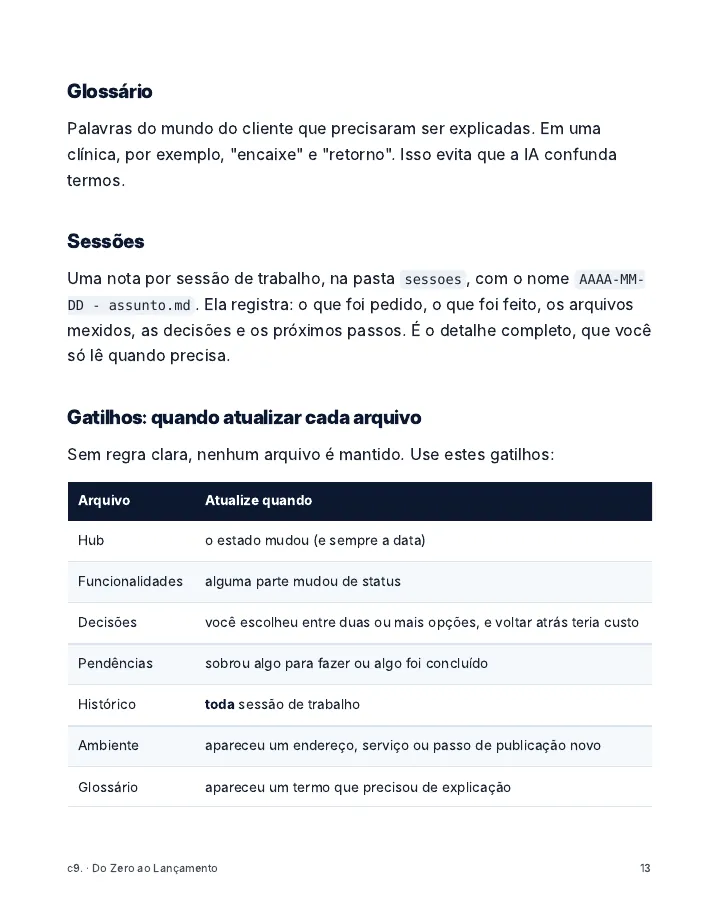 Glossário
Palavras do mundo do cliente que precisaram ser explicadas. Em uma
clínica, por exemplo, "encaixe" e "retorno". Isso evita que a IA confunda
termos.
Sessões
Uma nota por sessão de trabalho, na pasta sessoes, com o nome AAAA-MM-
DD - assunto.md. Ela registra: o que foi pedido, o que foi feito, os arquivos
mexidos, as decisões e os próximos passos. É o detalhe completo, que você
só lê quando precisa.
Gatilhos: quando atualizar cada arquivo
Sem regra clara, nenhum arquivo é mantido. Use estes gatilhos:
Arquivo Atualize quando
Hub o estado mudou (e sempre a data)
Funcionalidades alguma parte mudou de status
Decisões você escolheu entre duas ou mais opções, e voltar atrás teria custo
Pendências sobrou algo para fazer ou algo foi concluído
Histórico toda sessão de trabalho
Ambiente apareceu um endereço, serviço ou passo de publicação novo
Glossário apareceu um termo que precisou de explicação
c9. · Do Zero ao Lançamento 13